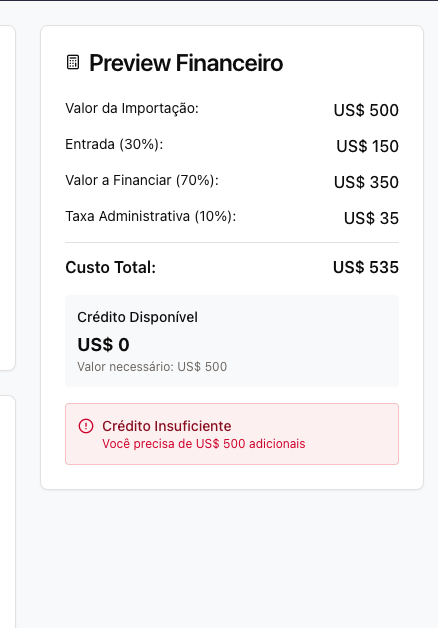 Preview Financeiro
Valor da Importação: US$ 500
Entrada (30%): US$ 150
Valor a Financiar (70%): US$ 350
Taxa Administrativa (10%): US$ 35
Custo Total: US$ 535
Crédito Disponível
US$ 0
Valor necessário: US$ 500
Crédito Insuficiente
Você precisa de US$ 500 adicionais